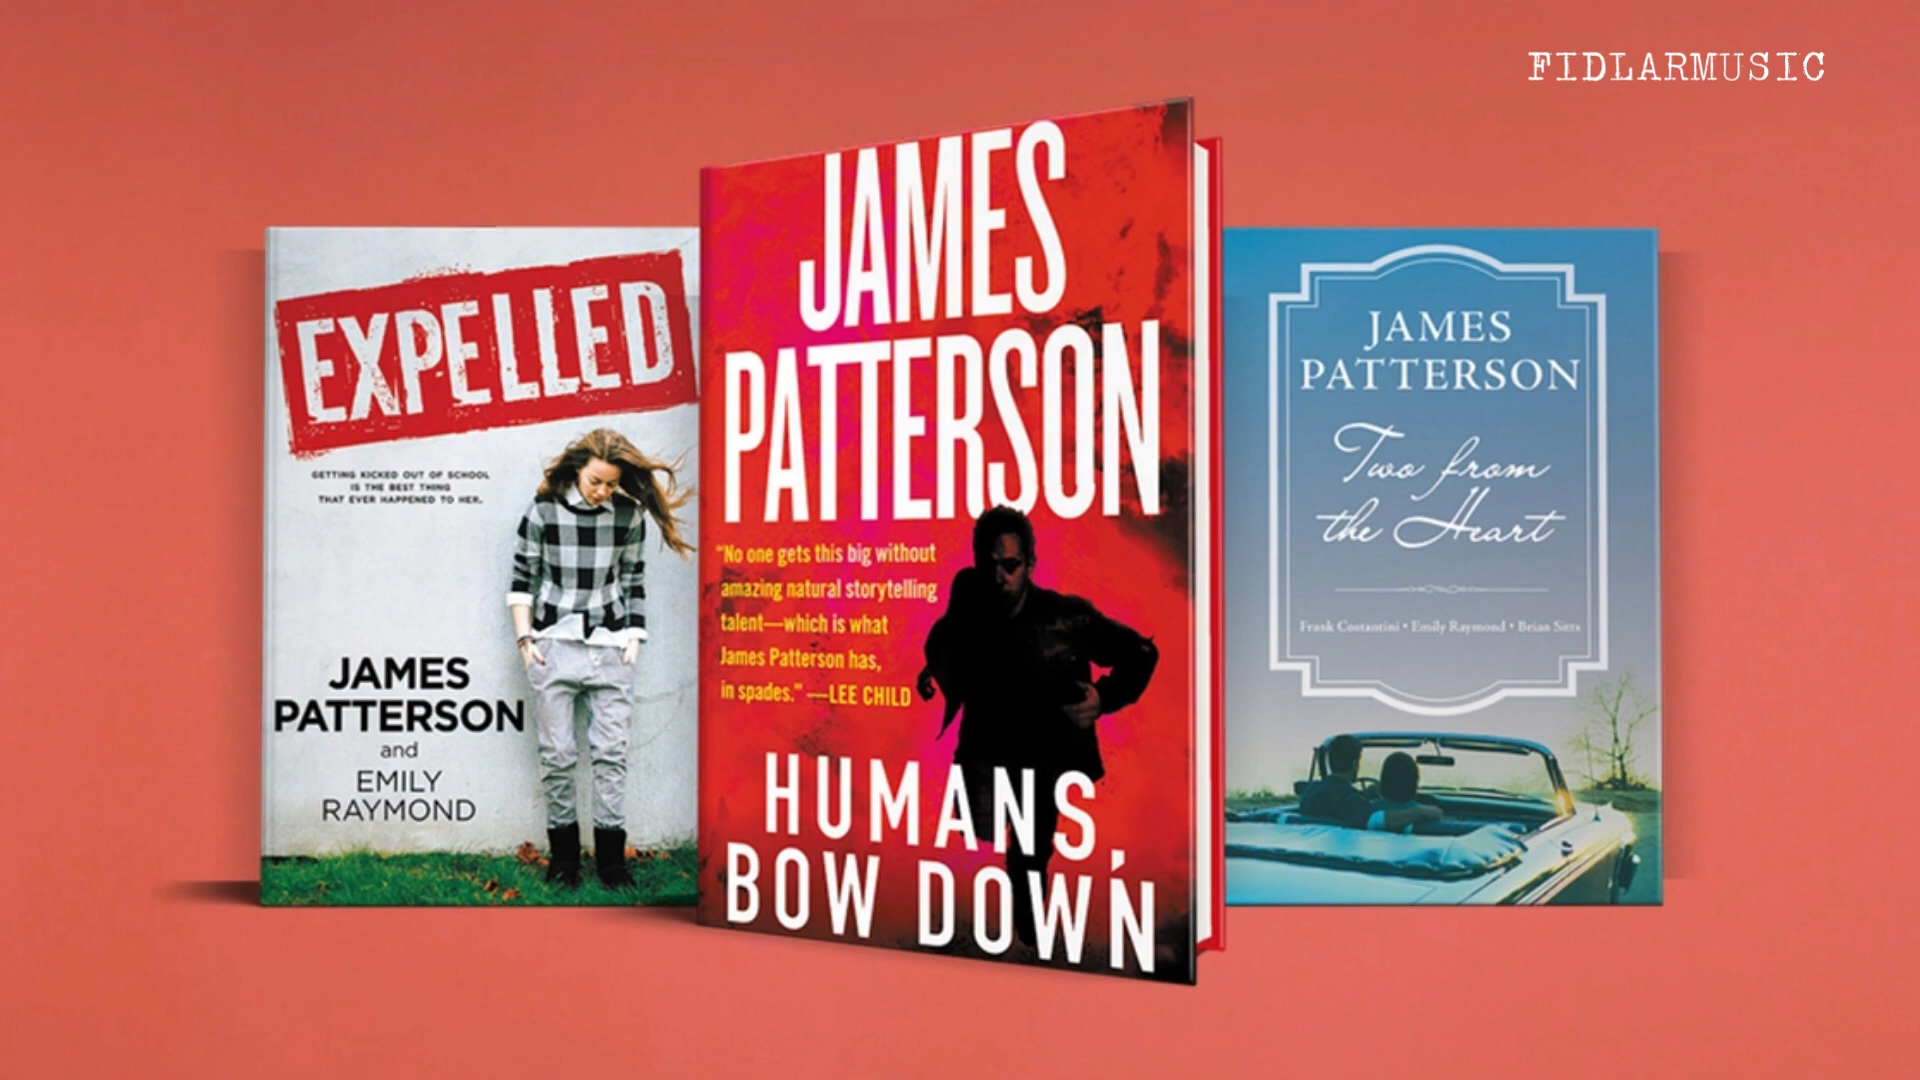 FIDLARMUSIC
EXPELLED
GETTING KICKED OUT OF SCHOOL
IS THE BEST THING
THAT EVER HAPPENED TO HER.
JAMES
PATTERSON
and
EMILY
RAYMOND
JAMES
PATTERSON
"No one gets this big without
amazing natural storytelling
talent—which is what
James Patterson has,
in spades." —LEE CHILD
HUMANS,
BOW DOWN
JAMES
PATTERSON
Two from
the Heart
Frank Costantini • Emily Raymond • Brian Sitts